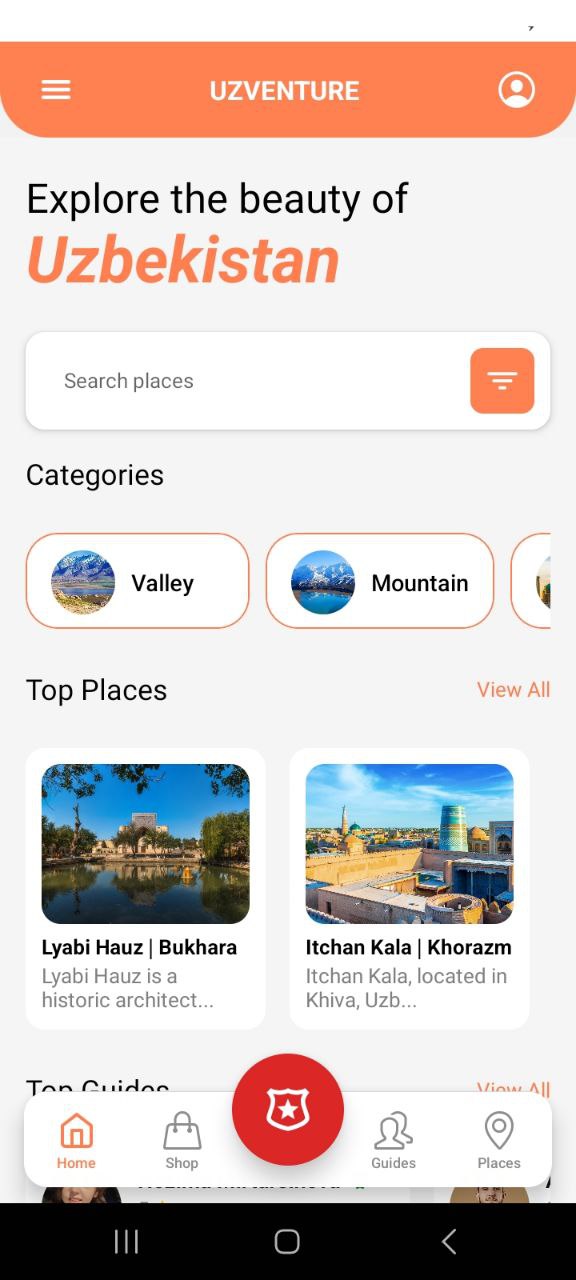 UZVENTURE
Explore the beauty of
Uzbekistan
Search places
Categories
Valley
Mountain
Top Places
View All
Lyabi Hauz | Bukhara
Lyabi Hauz is a
historic architect...
Itchan Kala | Khorazm
Itchan Kala, located in
Khiva, Uzb...
Top Guides
View All
Home
Shop
Guides
Places